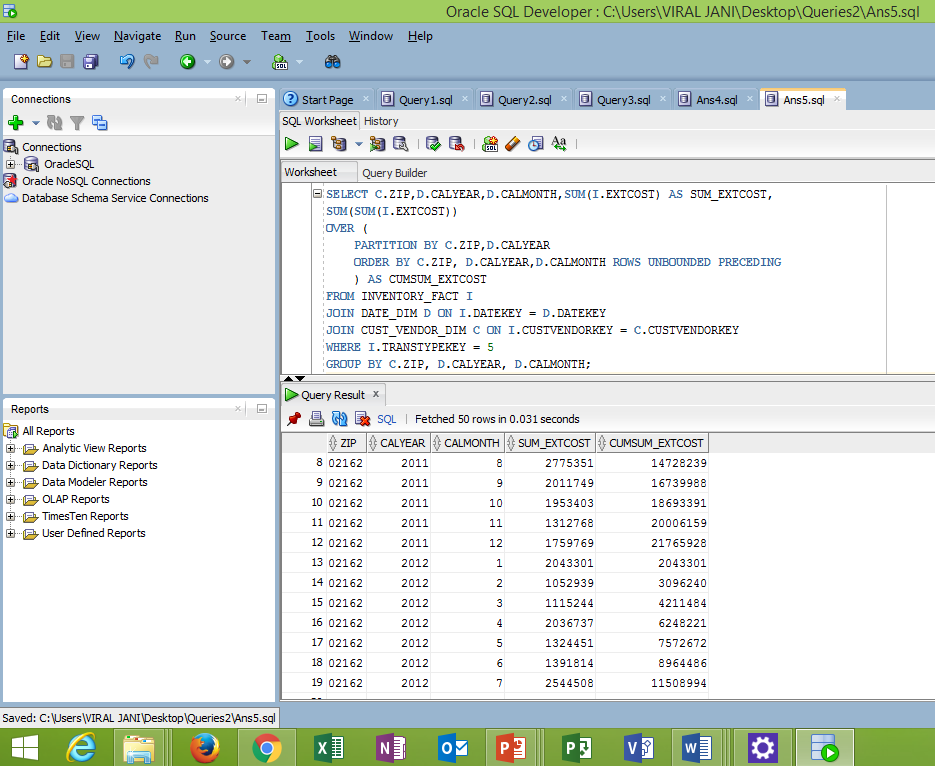 Oracle SQL Developer : C:\Users\VIRAL JANI\Desktop\Queries2\Ans5.sql
File Edit View Navigate Run Source Team Tools Window Help
Connections
Connections
OracleSQL
Oracle NoSQL Connections
Database Schema Service Connections
Reports
All Reports
Analytic View Reports
Data Dictionary Reports
Data Modeler Reports
OLAP Reports
TimesTen Reports
User Defined Reports
Start Page Query1.sql Query2.sql Query3.sql Ans4.sql Ans5.sql
SQL Worksheet History
Worksheet Query Builder
SELECT C.ZIP,D.CALYEAR,D.CALMONTH,SUM(I.EXTCOST) AS SUM_EXTCOST,
SUM(SUM(I.EXTCOST))
OVER (
PARTITION BY C.ZIP,D.CALYEAR
ORDER BY C.ZIP, D.CALYEAR,D.CALMONTH ROWS UNBOUNDED PRECEDING
) AS CUMSUM_EXTCOST
FROM INVENTORY_FACT I
JOIN DATE_DIM D ON I.DATEKEY = D.DATEKEY
JOIN CUST_VENDOR_DIM C ON I.CUSTVENDORKEY = C.CUSTVENDORKEY
WHERE I.TRANSTYPEKEY = 5
GROUP BY C.ZIP, D.CALYEAR, D.CALMONTH;
Query Result
SQL | Fetched 50 rows in 0.031 seconds
ZIP CALYEAR CALMONTH SUM_EXTCOST CUMSUM_EXTCOST
8 02162 2011 8 2775351 14728239
9 02162 2011 9 2011749 16739988
10 02162 2011 10 1953403 18693391
11 02162 2011 11 1312768 20006159
12 02162 2011 12 1759769 21765928
13 02162 2012 1 2043301 2043301
14 02162 2012 2 1052939 3096240
15 02162 2012 3 1115244 4211484
16 02162 2012 4 2036737 6248221
17 02162 2012 5 1324451 7572672
18 02162 2012 6 1391814 8964486
19 02162 2012 7 2544508 11508994
Saved: C:\Users\VIRAL JANI\Desktop\Queries2\Ans5.sql